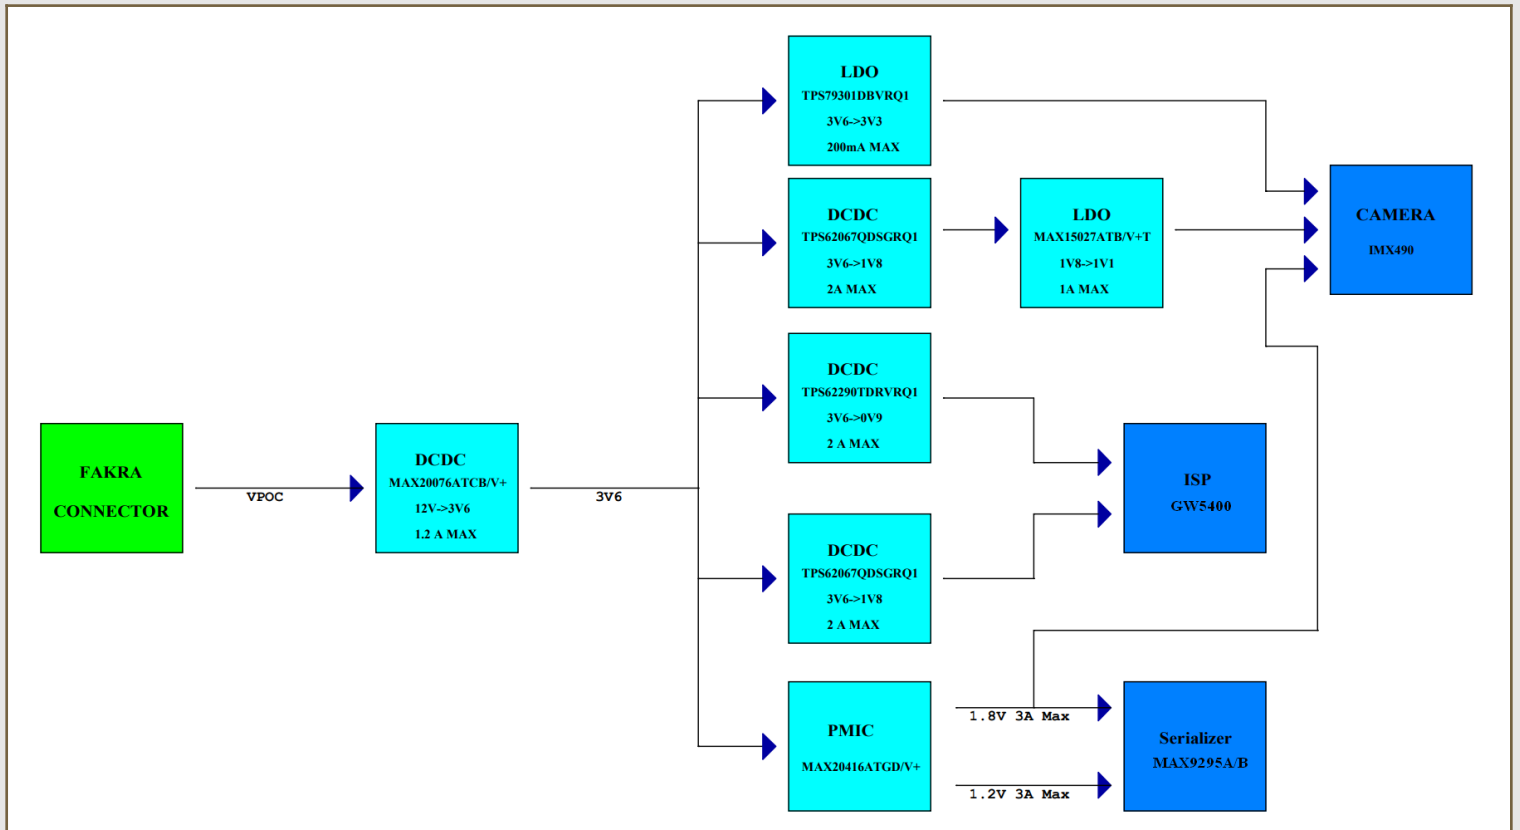 LDO
TPS79301DBVRQ1
3V6->3V3
200mA MAX
DCDC
TPS62067QDSGRQ1
3V6->1V8
2A MAX
LDO
MAX15027ATB/V+T
1V8->1V1
1A MAX
CAMERA
IMX490
DCDC
TPS62290TDRVRQ1
3V6->0V9
2 A MAX
FAKRA
CONNECTOR
VPOC
DCDC
MAX20076ATCB/V+
12V->3V6
1.2 A MAX
3V6
ISP
GW5400
DCDC
TPS62067QDSGRQ1
3V6->1V8
2 A MAX
PMIC
MAX20416ATGD/V+
1.8V 3A Max
1.2V 3A Max
Serializer
MAX9295A/B